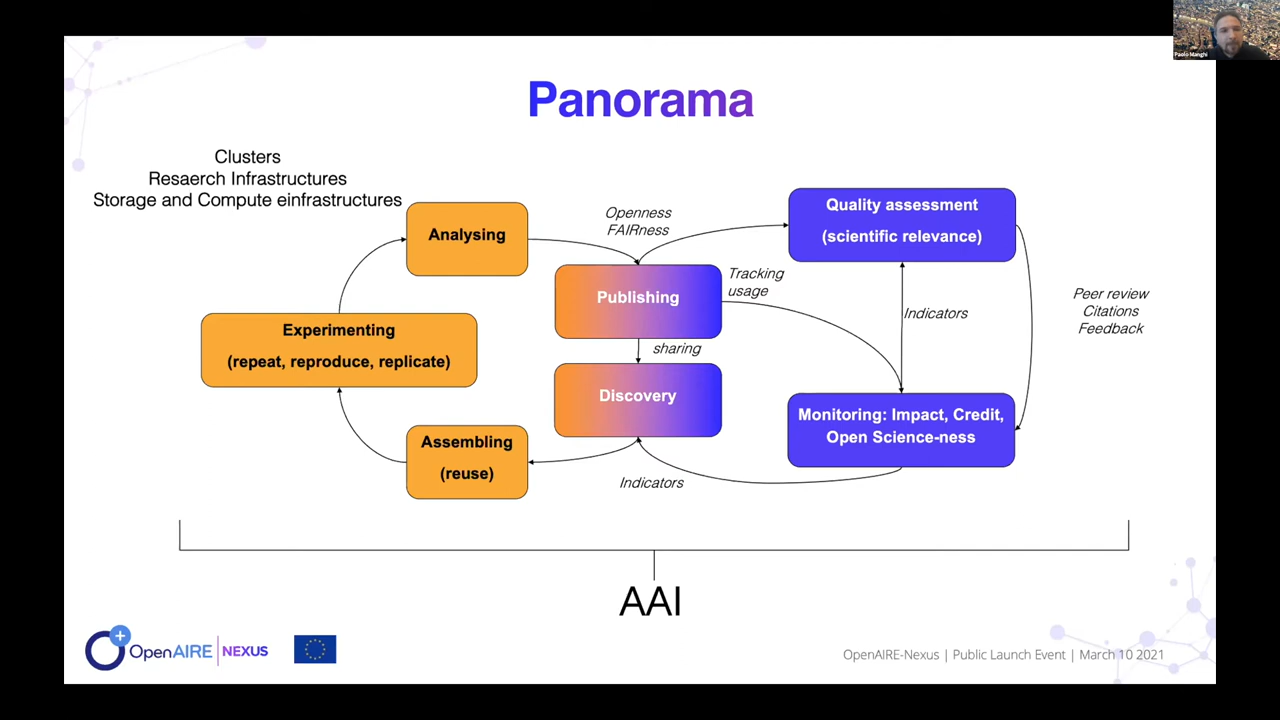 Paolo Manghi
Panorama
Clusters
Resaerch Infrastructures
Storage and Compute einfrastructures
Analysing
Openness
FAIRness
Quality assessment
(scientific relevance)
Publishing
Tracking
usage
Experimenting
(repeat, reproduce, replicate)
Indicators
Peer review
Citations
Feedback
sharing
Discovery
Monitoring: Impact, Credit,
Open Science-ness
Assembling
(reuse)
Indicators
AAI
OpenAIRE | NEXUS
OpenAIRE-Nexus | Public Launch Event | March 10 2021